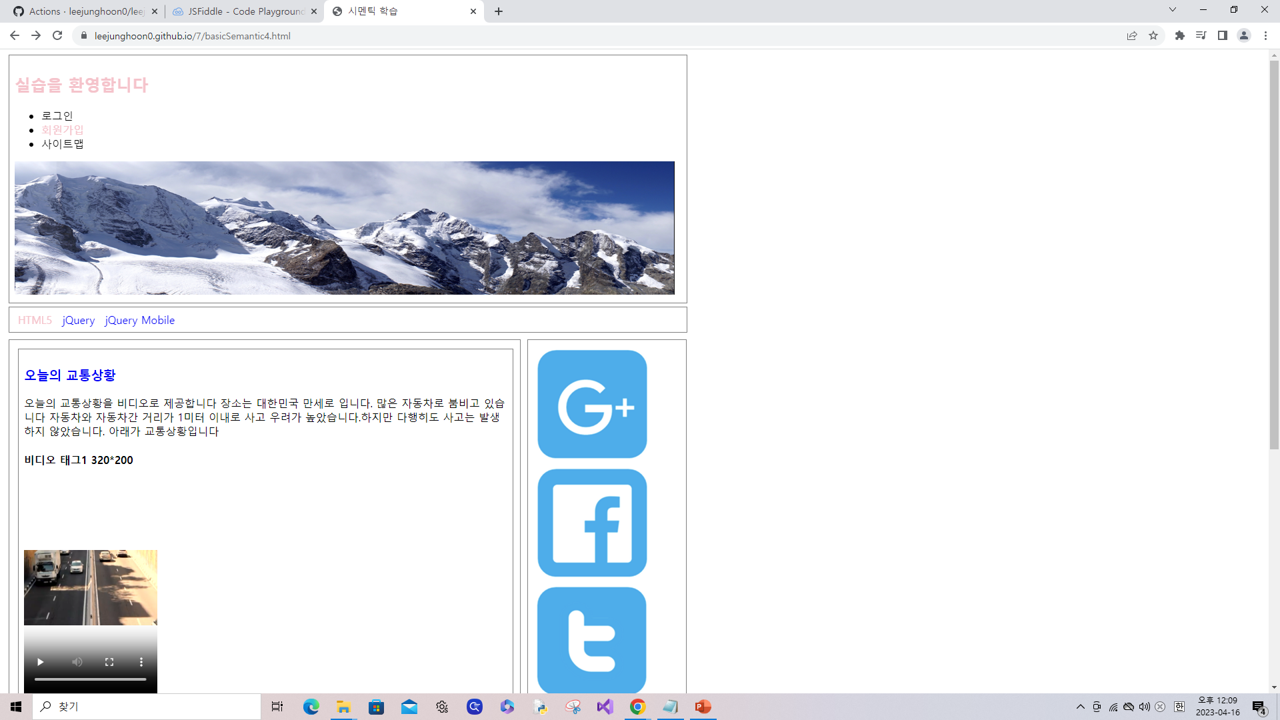 Actions · leejunghoon0/leej
JSFiddle - Code Playground
시멘틱 학습
leejunghoon0.github.io/7/basicSemantic4.html
실습을 환영합니다
로그인
회원가입
사이트맵
HTML5 jQuery jQuery Mobile
오늘의 교통상황
오늘의 교통상황을 비디오로 제공합니다 장소는 대한민국 만세로 입니다. 많은 자동차로 붐비고 있습
니다 자동차와 자동차간 거리가 1미터 이내로 사고 우려가 높았습니다.하지만 다행히도 사고는 발생
하지 않았습니다. 아래가 교통상황입니다
비디오 태그1 320*200
G+
f
t
찾기
한
오후 12:09
2023-04-16
4